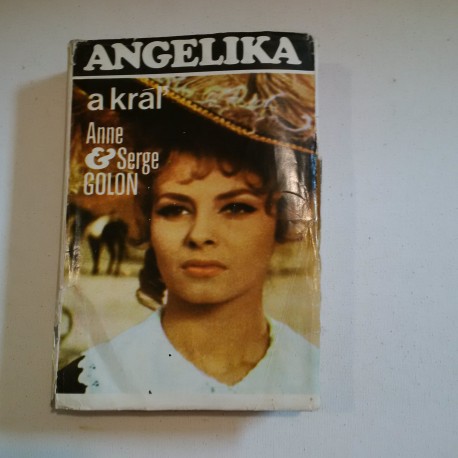 ANGELIKA
a kráľ
Anne
& Serge
GOLON